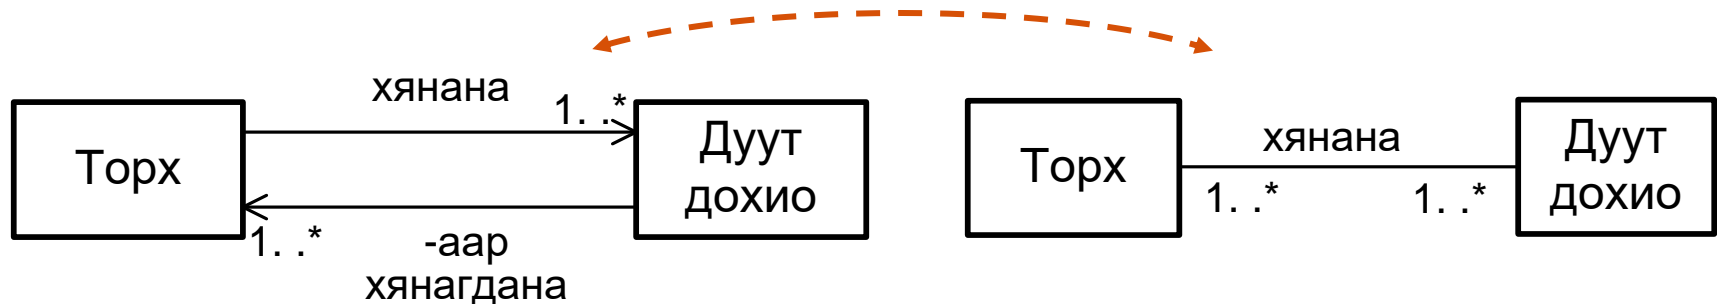 хянана
1. .*
Торх
Дуут
дохио
1. .*
-аар
хянагдана
Торх
хянана
1. .*
1. .*
Дуут
дохио